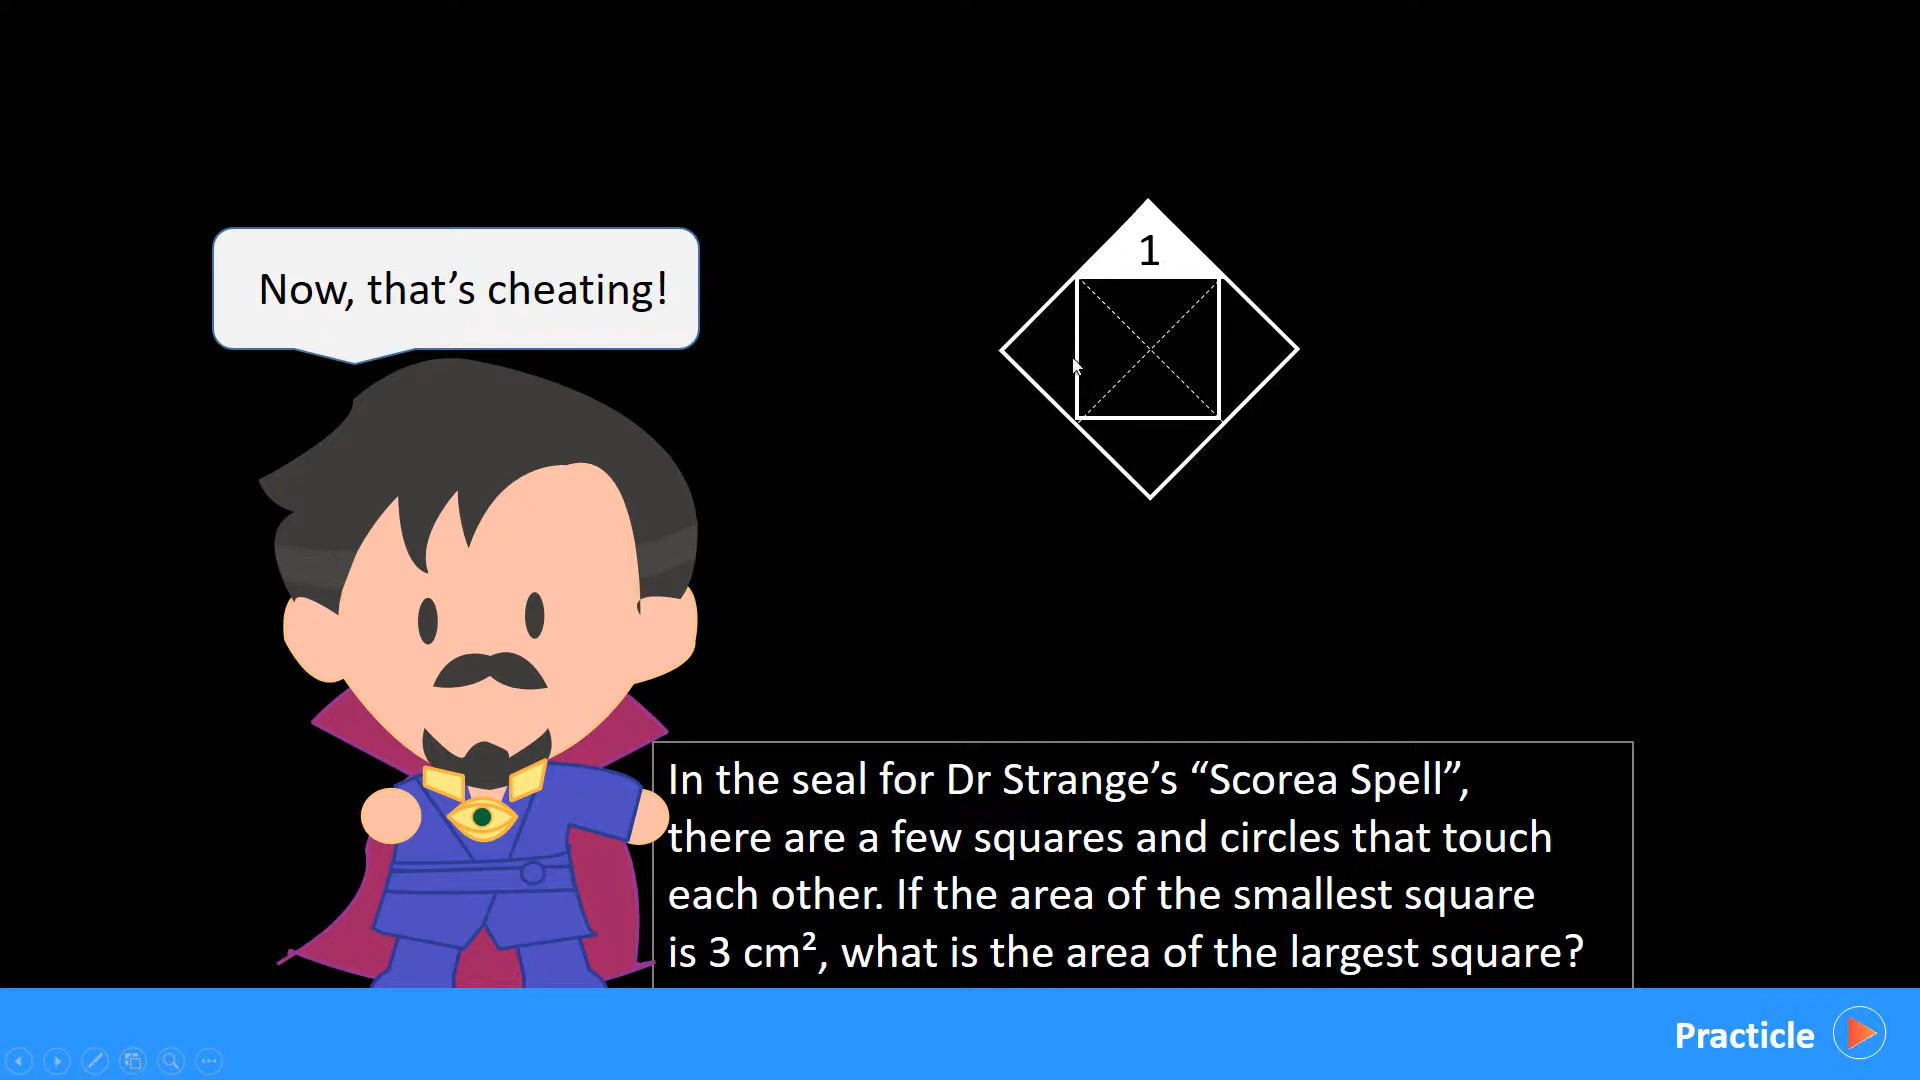 1
Now, that’s cheating!
In the seal for Dr Strange’s “Scorea Spell”,
there are a few squares and circles that touch
each other. If the area of the smallest square
is 3 cm², what is the area of the largest square?
Practicle